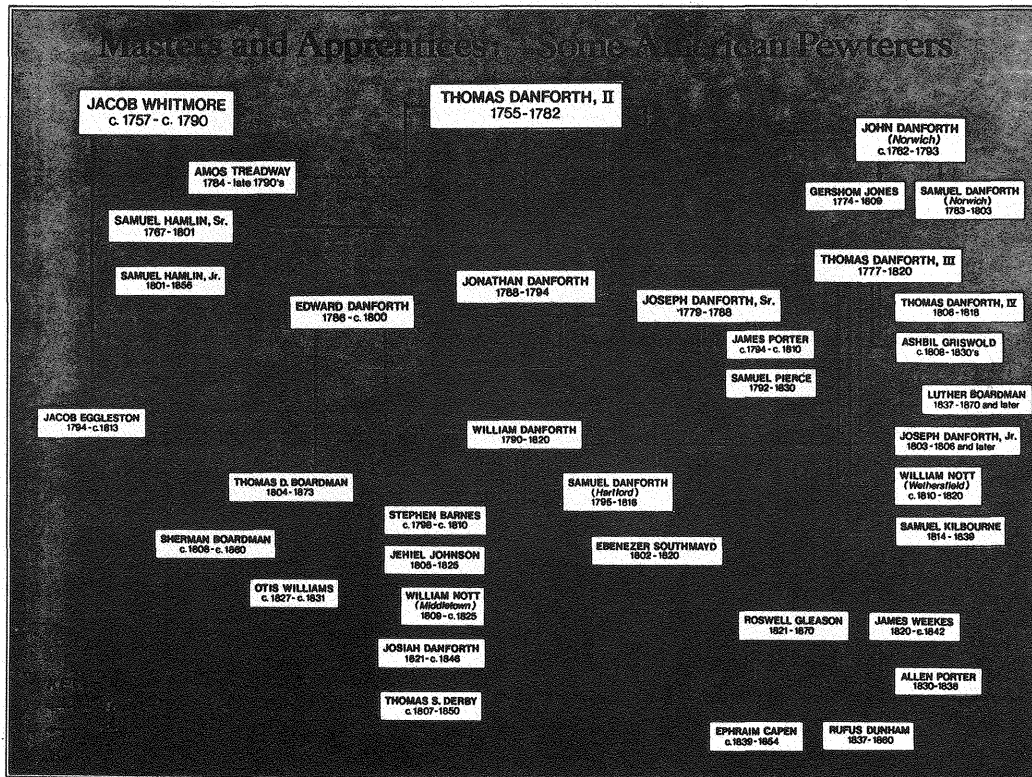 Masters and Apprentices: Some American Pewterers
JACOB WHITMORE
c. 1757 - c. 1790
THOMAS DANFORTH, II
1755-1782
JOHN DANFORTH
(Norwich)
c.1782-1793
AMOS TREADWAY
1784 - late 1790's
GERSHOM JONES
1774-1809
SAMUEL DANFORTH
(Norwich)
1783-1803
SAMUEL HAMLIN, Sr.
1767-1801
SAMUEL HAMLIN, Jr.
1801-1856
THOMAS DANFORTH, III
1777-1820
JONATHAN DANFORTH
1788-1794
EDWARD DANFORTH
1786 - c. 1800
JOSEPH DANFORTH, Sr.
1779-1788
THOMAS DANFORTH, IV
1808-1818
JAMES PORTER
c.1794-c.1810
ASHBIL GRISWOLD
c.1808-1830's
SAMUEL PIERCE
1792-1830
LUTHER BOARDMAN
1837-1870 and later
JACOB EGGLESTON
1794-c.1813
WILLIAM DANFORTH
1790-1820
JOSEPH DANFORTH, Jr.
1803-1806 and later
THOMAS D. BOARDMAN
1804-1873
SAMUEL DANFORTH
(Hartford)
1795-1816
WILLIAM NOTT
(Wethersfield)
c.1810-1820
STEPHEN BARNES
c.1798-c.1810
SAMUEL KILBOURNE
1814-1839
SHERMAN BOARDMAN
c.1808-c.1860
JEHIEL JOHNSON
1805-1825
EBENEZER SOUTHMAYD
1802-1820
OTIS WILLIAMS
c.1827-c.1831
WILLIAM NOTT
(Middletown)
1809-c.1825
ROSWELL GLEASON
1821-1870
JAMES WEEKES
1820-c.1842
JOSIAH DANFORTH
1821-c.1846
ALLEN PORTER
1830-1838
THOMAS S. DERBY
c.1807-1850
EPHRAIM CAPEN
c.1839-1854
RUFUS DUNHAM
1837-1860